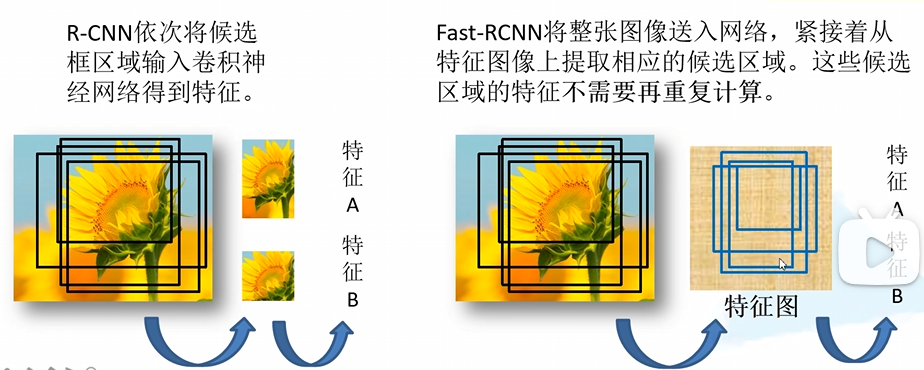 R-CNN依次将候选
框区域输入卷积神
经网络得到特征。
Fast-RCNN将整张图像送入网络，紧接着从
特征图像上提取相应的候选区域。这些候选
区域的特征不需要再重复计算。
特
征
A
特
征
B
特
征
A
特
征
B
特征图